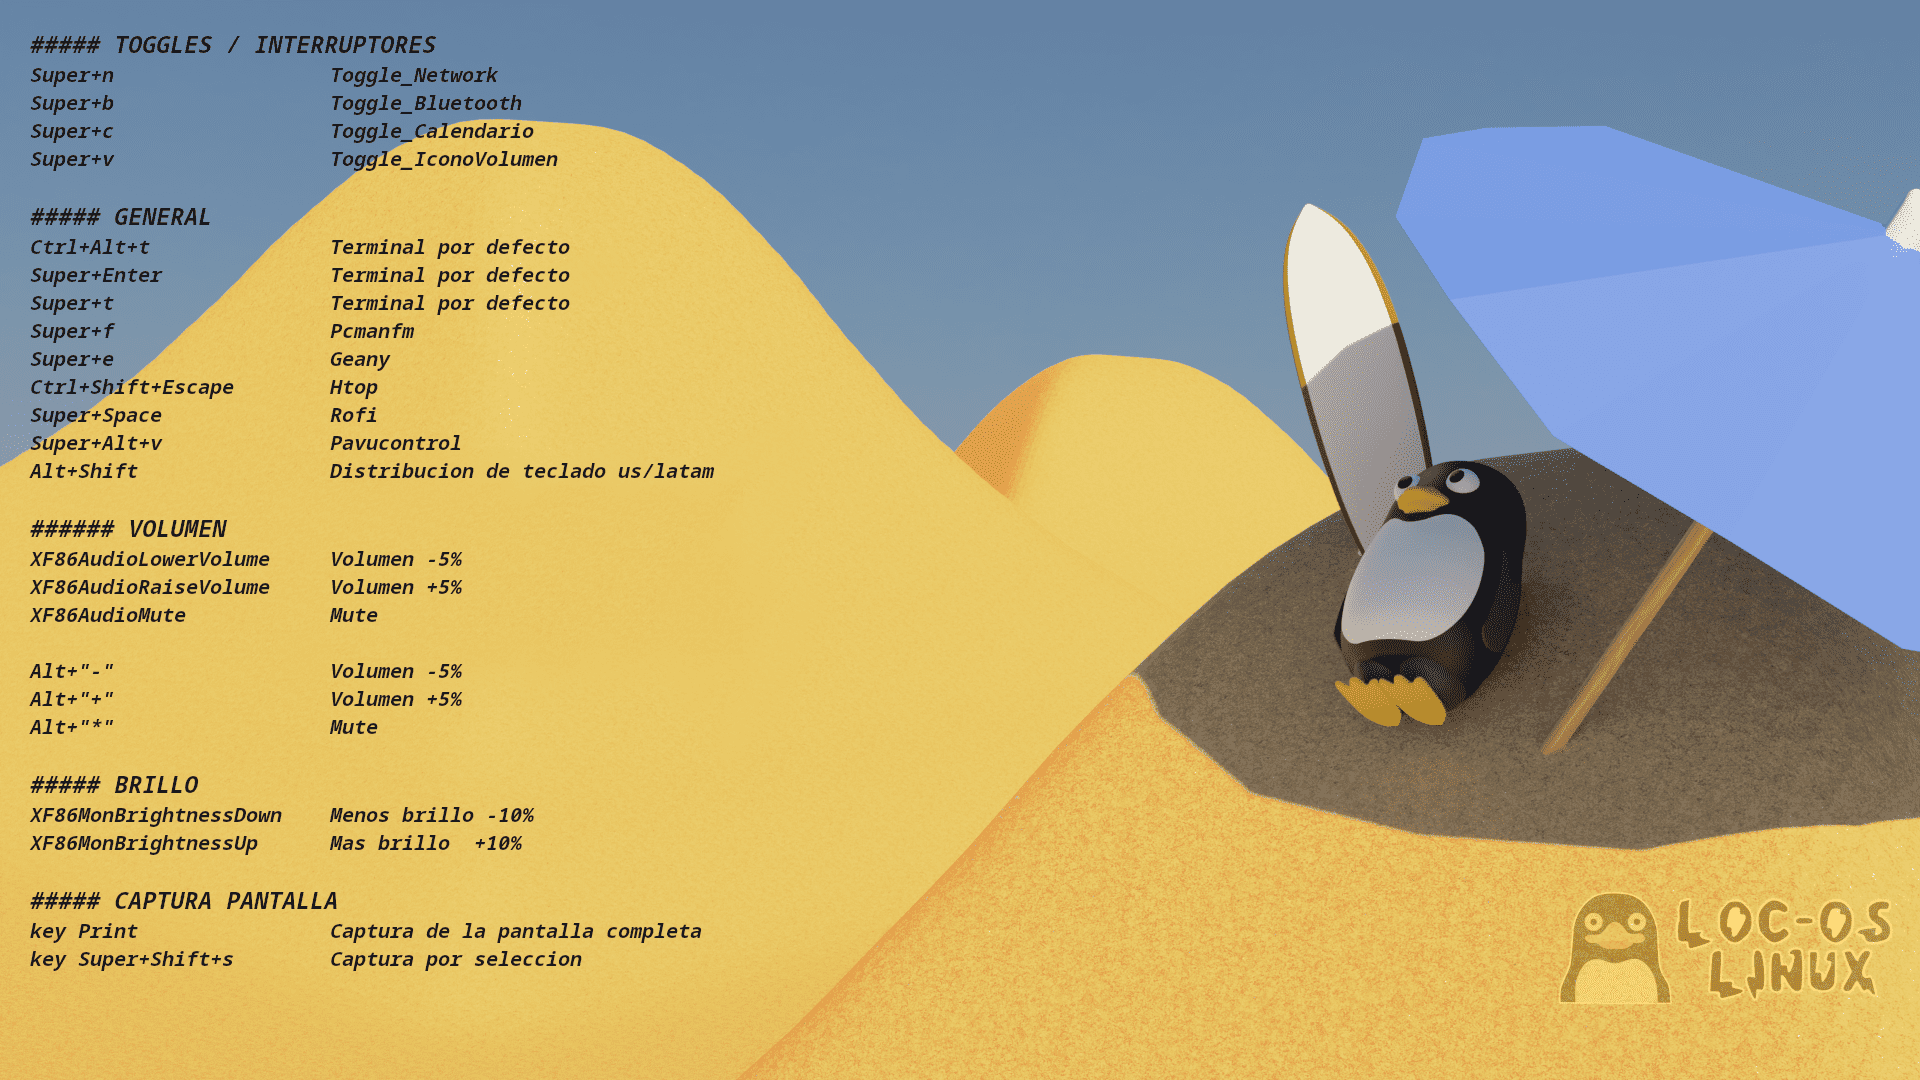 ##### TOGGLES / INTERRUPTORES
Super+n Toggle_Network
Super+b Toggle_Bluetooth
Super+c Toggle_Calendario
Super+v Toggle_IconoVolumen
##### GENERAL
Ctrl+Alt+t Terminal por defecto
Super+Enter Terminal por defecto
Super+t Terminal por defecto
Super+f Pcmanfm
Super+e Geany
Ctrl+Shift+Escape Htop
Super+Space Rofi
Super+Alt+v Pavucontrol
Alt+Shift Distribucion de teclado us/latam
###### VOLUMEN
XF86AudioLowerVolume Volumen -5%
XF86AudioRaiseVolume Volumen +5%
XF86AudioMute Mute
Alt+"-" Volumen -5%
Alt+"+" Volumen +5%
Alt+"*" Mute
##### BRILLO
XF86MonBrightnessDown Menos brillo -10%
XF86MonBrightnessUp Mas brillo +10%
##### CAPTURA PANTALLA
key Print Captura de la pantalla completa
key Super+Shift+s Captura por seleccion
LOC-OS
LINUX